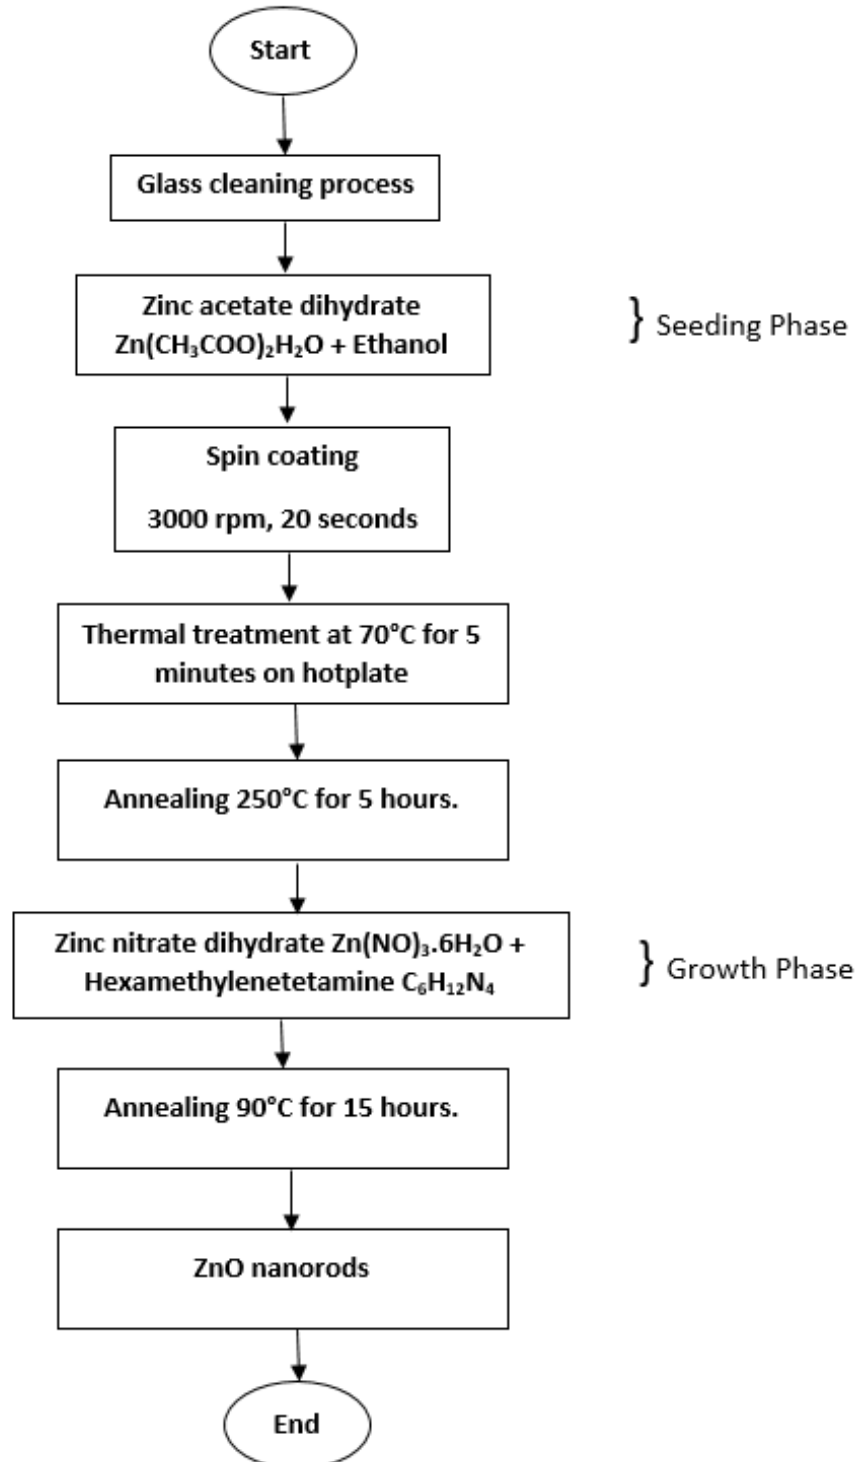 Start
Glass cleaning process
Zinc acetate dihydrate
Zn(CH₃COO)₂H₂O + Ethanol
} Seeding Phase
Spin coating
3000 rpm, 20 seconds
Thermal treatment at 70°C for 5
minutes on hotplate
Annealing 250°C for 5 hours.
Zinc nitrate dihydrate Zn(NO)₃.6H₂O +
Hexamethylenetetamine C₆H₁₂N₄
} Growth Phase
Annealing 90°C for 15 hours.
ZnO nanorods
End